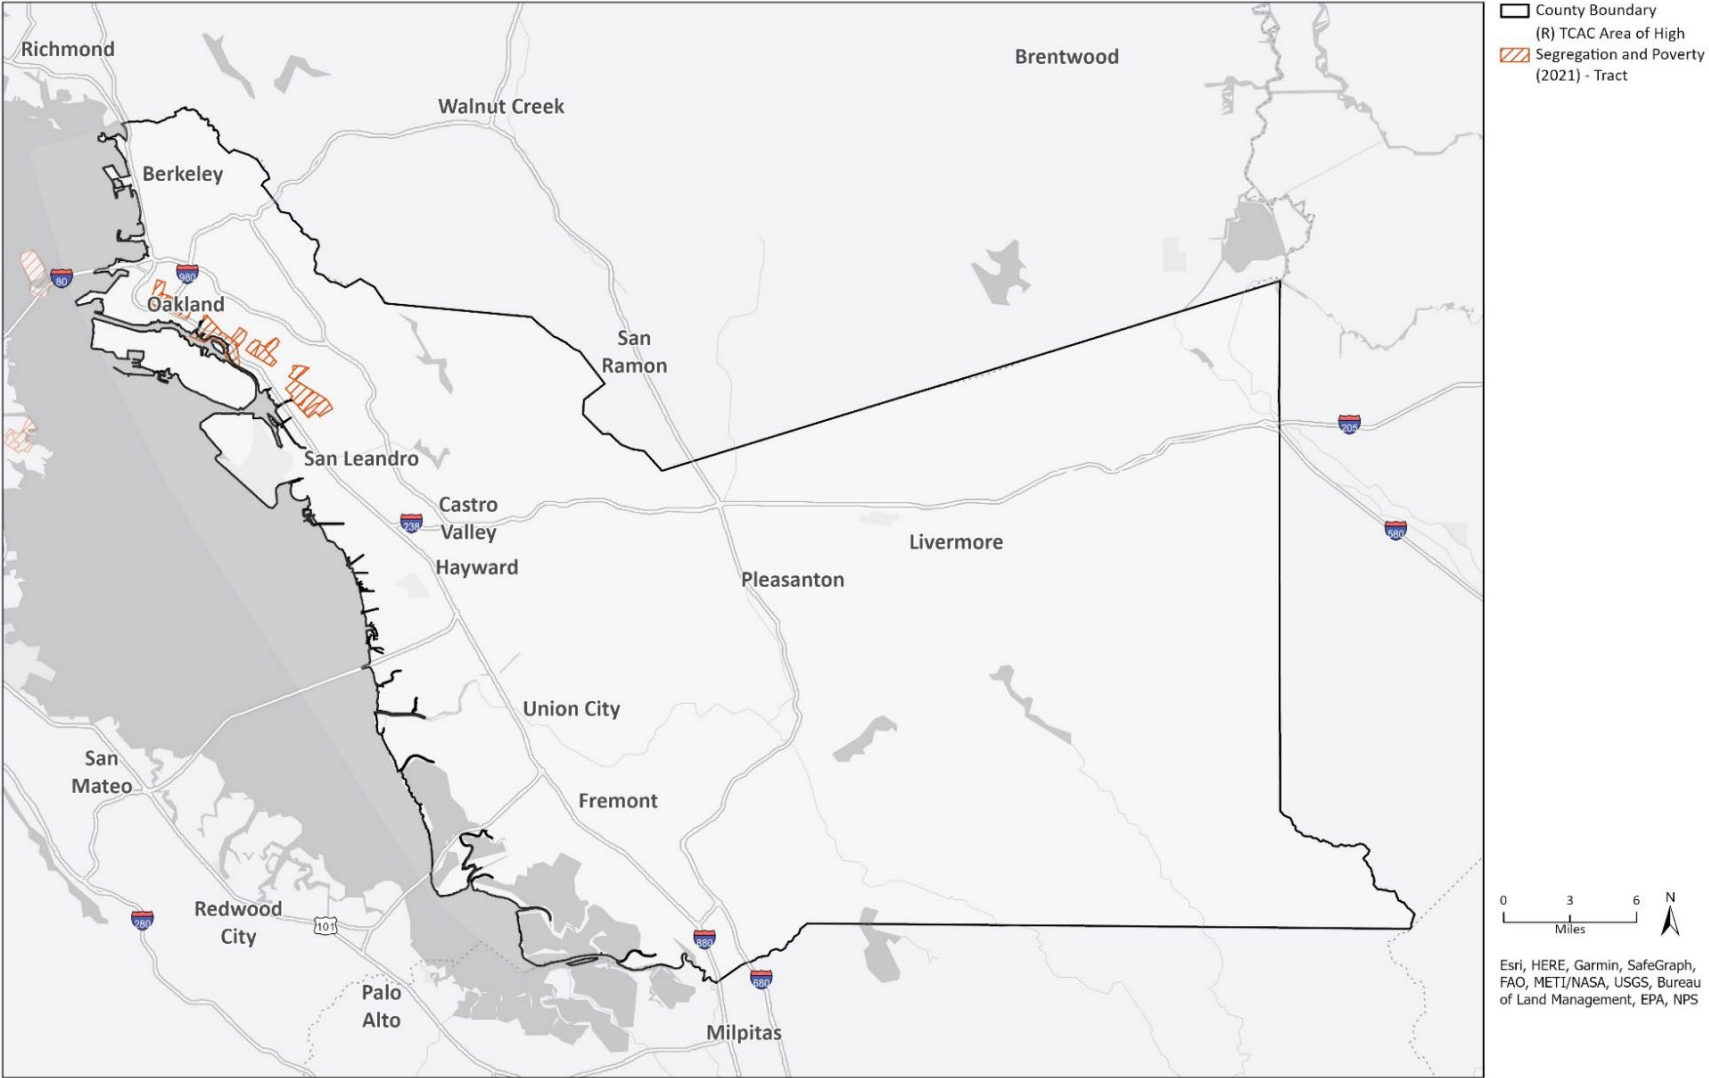 Richmond
Brentwood
Walnut Creek
Berkeley
80
980
Oakland
San
Ramon
205
San Leandro
Castro
Valley
238
580
Livermore
Hayward
Pleasanton
Union City
San
Mateo
Fremont
Redwood
City
280
101
880
680
Palo
Alto
Milpitas
County Boundary
(R) TCAC Area of High
Segregation and Poverty
(2021) - Tract
0 3 6
Miles
N
Esri, HERE, Garmin, SafeGraph,
FAO, METI/NASA, USGS, Bureau
of Land Management, EPA, NPS